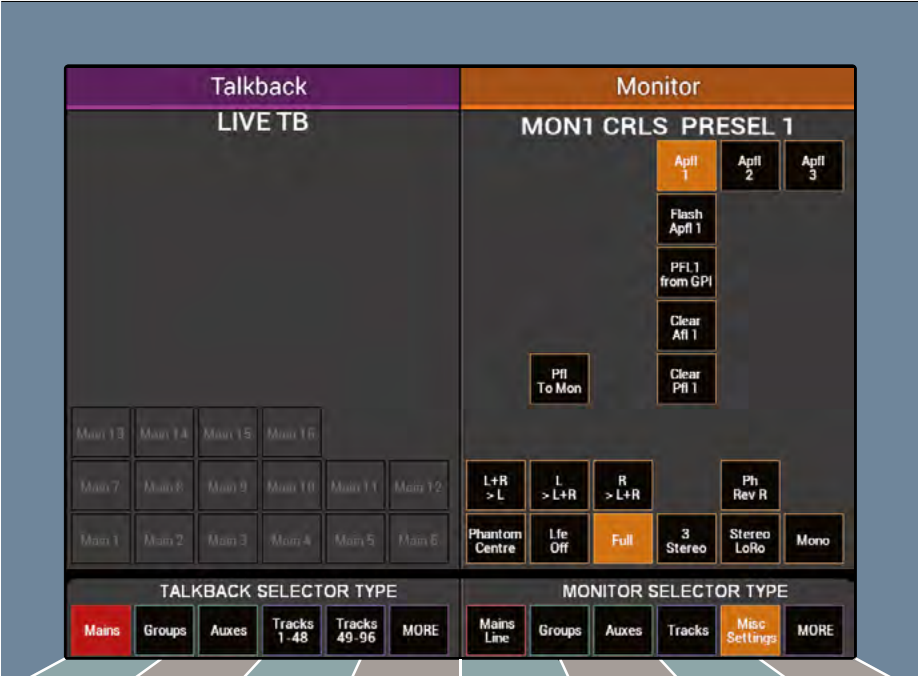 Talkback
LIVE TB
Main 13 Main 14 Main 15 Main 16
Main 7 Main 8 Main 9 Main 10 Main 11 Main 12
Main 1 Main 2 Main 3 Main 4 Main 5 Main 6
TALKBACK SELECTOR TYPE
Mains
Groups
Auxes
Tracks
1-48
Tracks
49-96
MORE
Monitor
MON1 CRLS PRESEL 1
Apfl
1
Apfl
2
Apfl
3
Flash
Apfl 1
PFL1
from GPI
Clear
Afl 1
Pfl
To Mon
Clear
Pfl 1
L+R
>L
L
>L+R
R
>L+R
Ph
Rev R
Phantom
Centre
Lfe
Off
Full
3
Stereo
Stereo
LoRo
Mono
MONITOR SELECTOR TYPE
Mains
Line
Groups
Auxes
Tracks
Misc
Settings
MORE